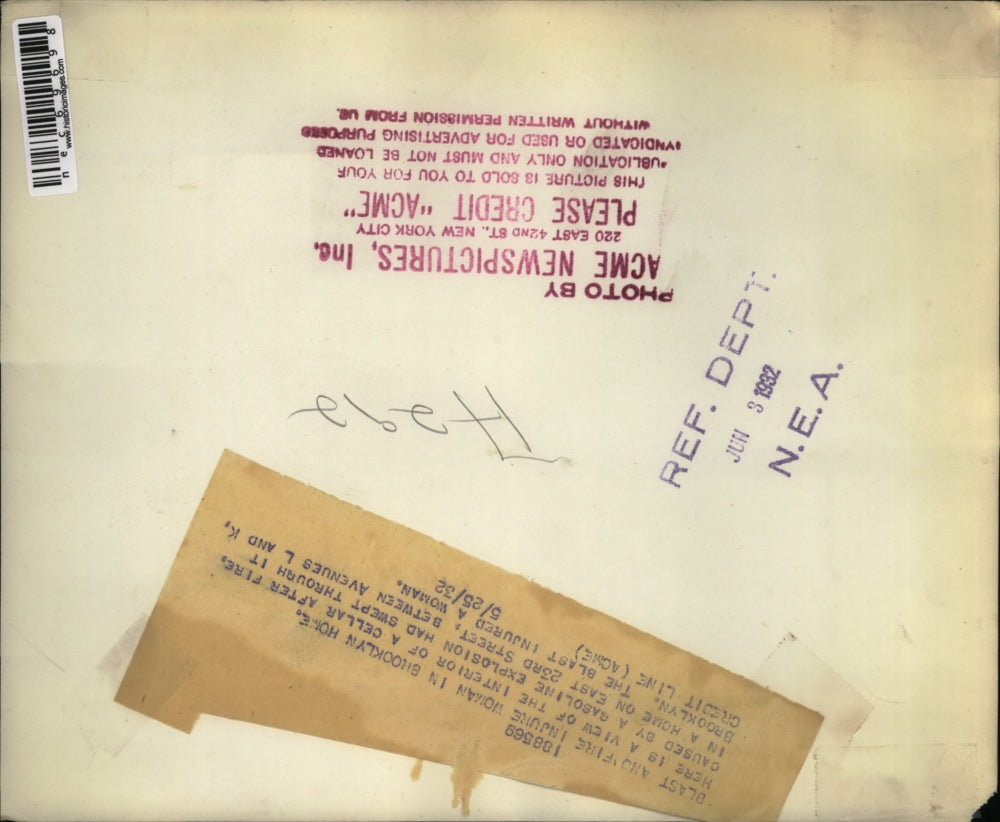 www.historicimages.com
PHOTO BY
ACME NEWSPICTURES, Inc.
220 EAST 42ND ST., NEW YORK CITY
PLEASE CREDIT "ACME"
THIS PICTURE IS SOLD TO YOU FOR YOUR
PUBLICATION ONLY AND MUST NOT BE LOANED
SYNDICATED OR USED FOR ADVERTISING PURPOSES
WITHOUT WRITTEN PERMISSION FROM US.
REF. DEPT.
JUN 3 1932
N.E.A.
188569
BLAST AND FIRE INJURE WOMAN IN BROOKLYN HOME.
HERE IS A VIEW OF THE INTERIOR OF A CELLAR AFTER FIRE,
CAUSED BY A GASOLINE EXPLOSION HAD SWEPT THROUGH IT
IN A HOME ON EAST 23RD STREET, BETWEEN AVENUES L AND K,
BROOKLYN. THE BLAST INJURED A WOMAN.
CREDIT LINE (ACME) 5/25/32